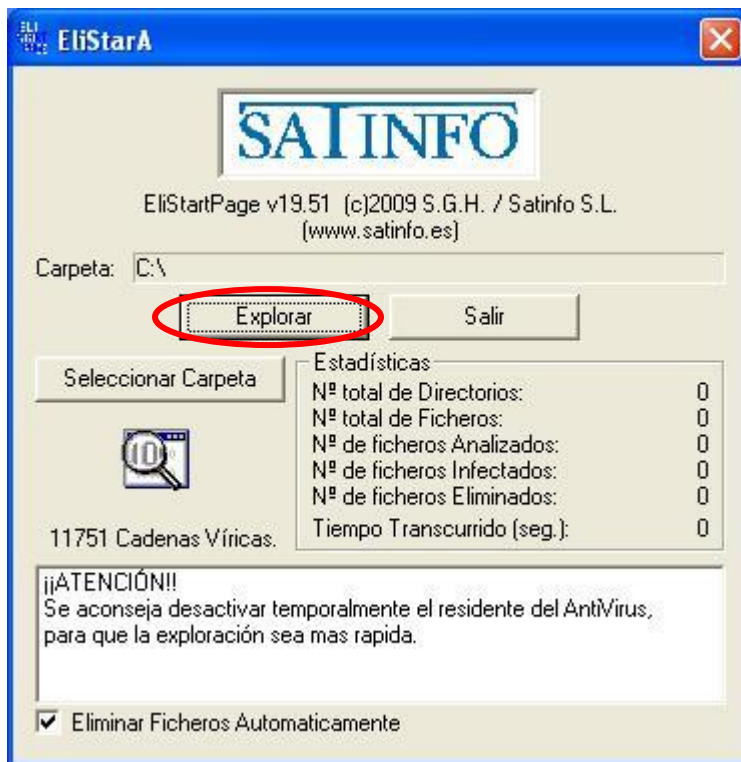 EliStarA
SATINFO
EliStartPage v19.51 (c)2009 S.G.H. / Satinfo S.L.
(www.satinfo.es)
Carpeta: C:\
Explorar Salir
Seleccionar Carpeta
Estadísticas
Nº total de Directorios: 0
Nº total de Ficheros: 0
Nº de ficheros Analizados: 0
Nº de ficheros Infectados: 0
Nº de ficheros Eliminados: 0
Tiempo Transcurrido (seg.): 0
11751 Cadenas Víricas.
¡¡ATENCIÓN!!
Se aconseja desactivar temporalmente el residente del AntiVirus,
para que la exploración sea mas rapida.
Eliminar Ficheros Automaticamente